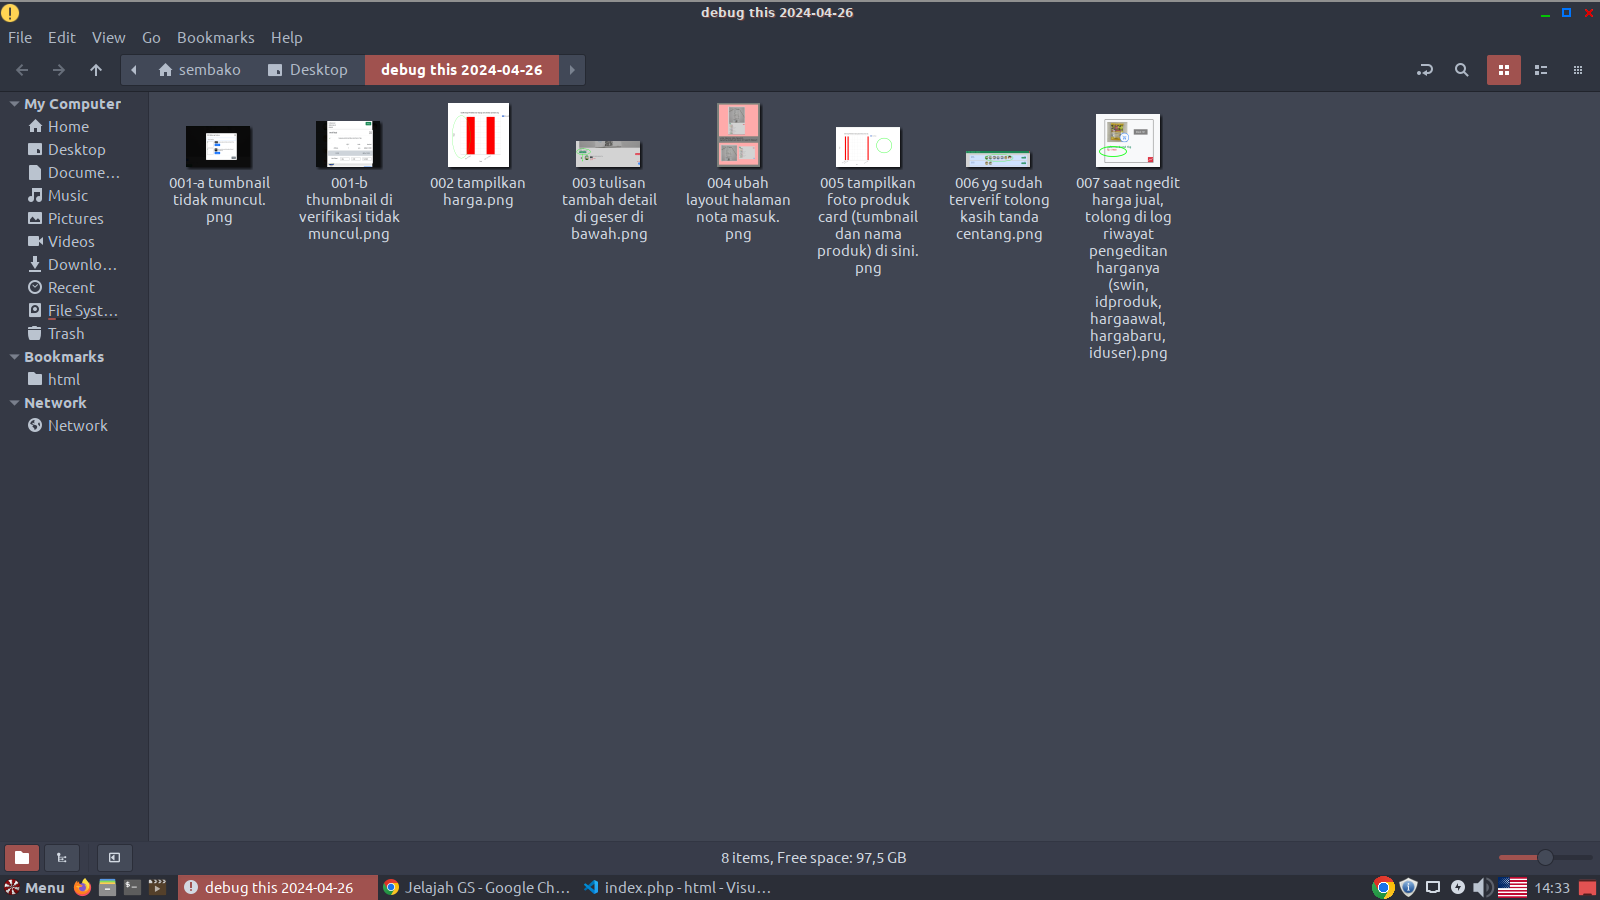 debug this 2024-04-26
File Edit View Go Bookmarks Help
sembako Desktop debug this 2024-04-26
My Computer
Home
Desktop
Docume...
Music
Pictures
Videos
Downlo...
Recent
File Syst...
Trash
Bookmarks
html
Network
Network
001-a tumbnail
tidak muncul.
png
001-b
thumbnail di
verifikasi tidak
muncul.png
002 tampilkan
harga.png
003 tulisan
tambah detail
di geser di
bawah.png
004 ubah
layout halaman
nota masuk.
png
005 tampilkan
foto produk
card (tumbnail
dan nama
produk) di sini.
png
006 yg sudah
terverif tolong
kasih tanda
centang.png
007 saat ngedit
harga jual,
tolong di log
riwayat
pengeditan
harganya
(swin,
idproduk,
hargaawal,
hargabaru,
iduser).png
8 items, Free space: 97,5 GB
Menu debug this 2024-04-26 Jelajah GS - Google Ch... index.php - html - Visu... 14:33